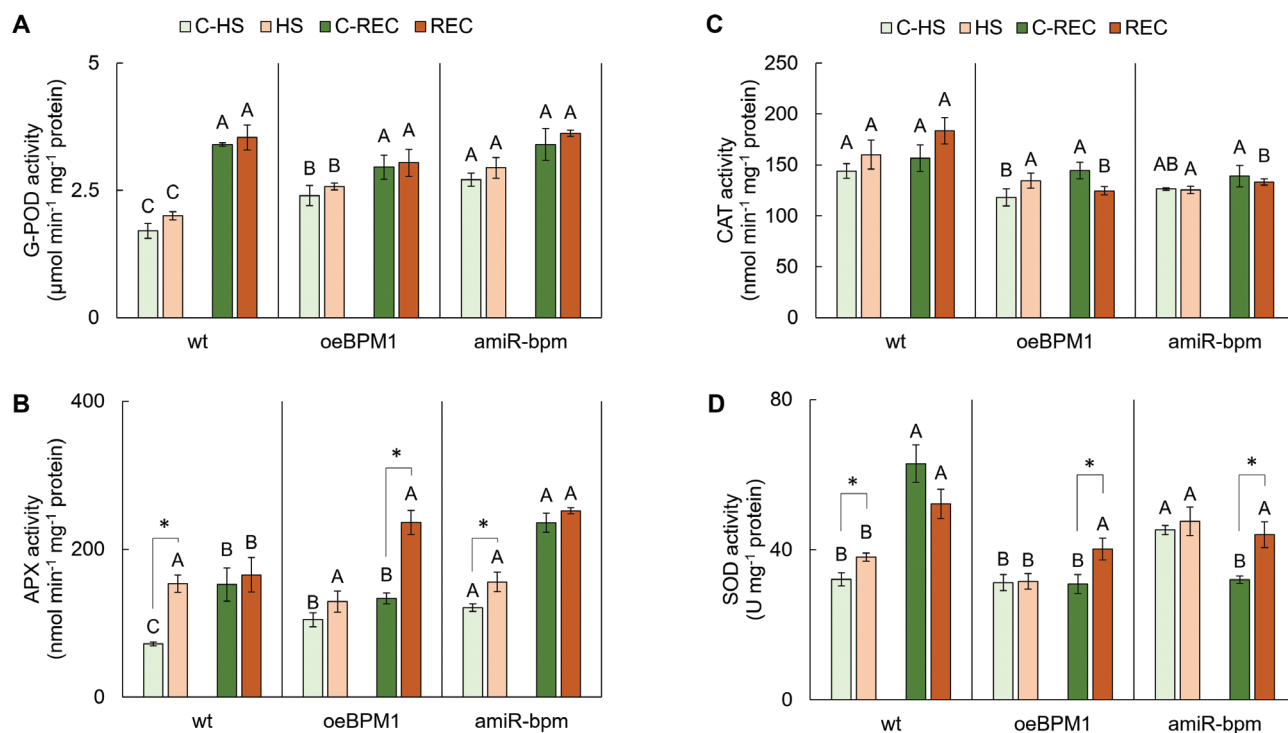 A
C-HS HS C-REC REC
5
2.5
0
G-POD activity
(µmol min⁻¹ mg⁻¹ protein)
C C A A B B A A A A A A
wt oeBPM1 amiR-bpm
B
400
200
0
APX activity
(nmol min⁻¹ mg⁻¹ protein)
* * *
C A B B B A B A A A A A
wt oeBPM1 amiR-bpm
C
C-HS HS C-REC REC
250
200
150
100
50
0
CAT activity
(nmol min⁻¹ mg⁻¹ protein)
A A A A B A A B AB A A B
wt oeBPM1 amiR-bpm
D
80
40
0
SOD activity
(U mg⁻¹ protein)
* * *
B B A A B B B A A A B A
wt oeBPM1 amiR-bpm